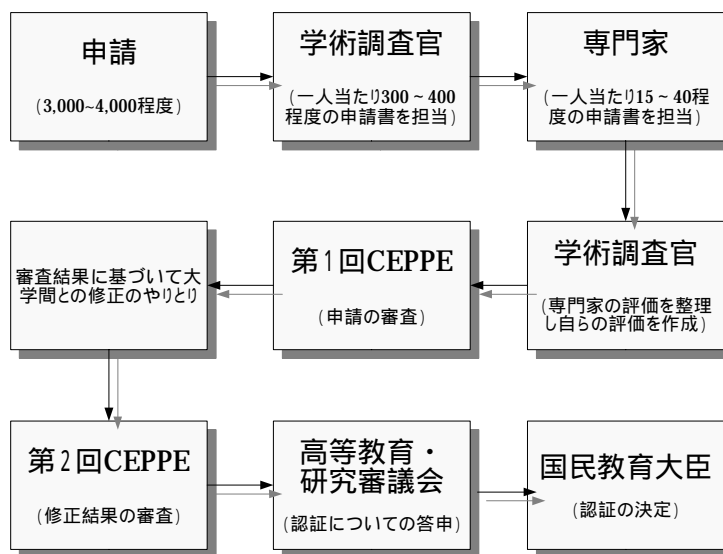 申請
(3,000~4,000程度)
学術調査官
(一人当たり300~400
程度の申請書を担当)
専門家
(一人当たり15~40程
度の申請書を担当)
学術調査官
(専門家の評価を整理
し自らの評価を作成)
第1回CEPPE
(申請の審査)
審査結果に基づいて大
学間との修正のやりとり
第2回CEPPE
(修正結果の審査)
高等教育・
研究審議会
(認証についての答申)
国民教育大臣
(認証の決定)